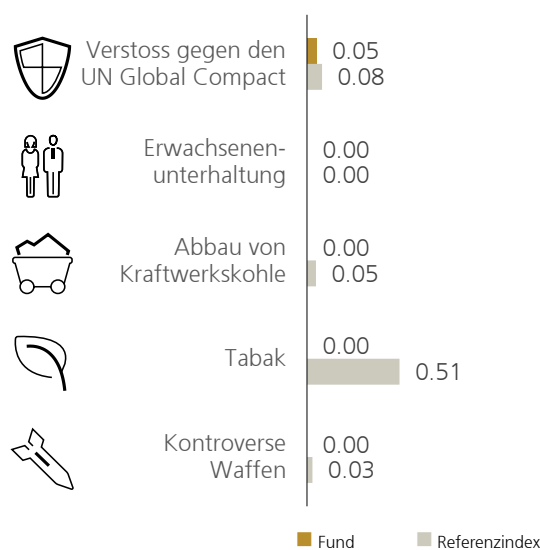 Verstoss gegen den 0.05
UN Global Compact 0.08
Erwachsenen- 0.00
unterhaltung 0.00
Abbau von 0.00
Kraftwerkskohle 0.05
0.00
Tabak
0.51
Kontroverse 0.00
Waffen 0.03
Fund Referenzindex